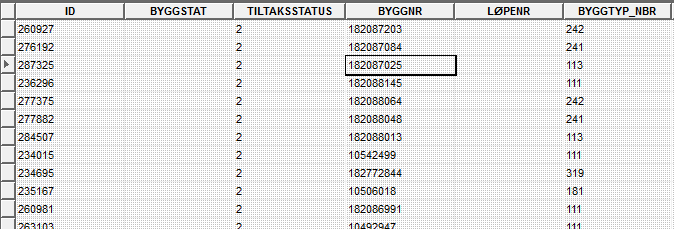 ID BYGGSTAT TILTAKSSTATUS BYGGNR LØPENR BYGGTYP_NBR
260927 2 182087203 242
276192 2 182087084 241
287325 2 182087025 113
236296 2 182088145 111
277375 2 182088064 242
277882 2 182088048 241
284507 2 182088013 113
234015 2 10542499 111
234695 2 182772844 319
235167 2 10506018 181
260981 2 182086991 111
263103 2 10492947 111